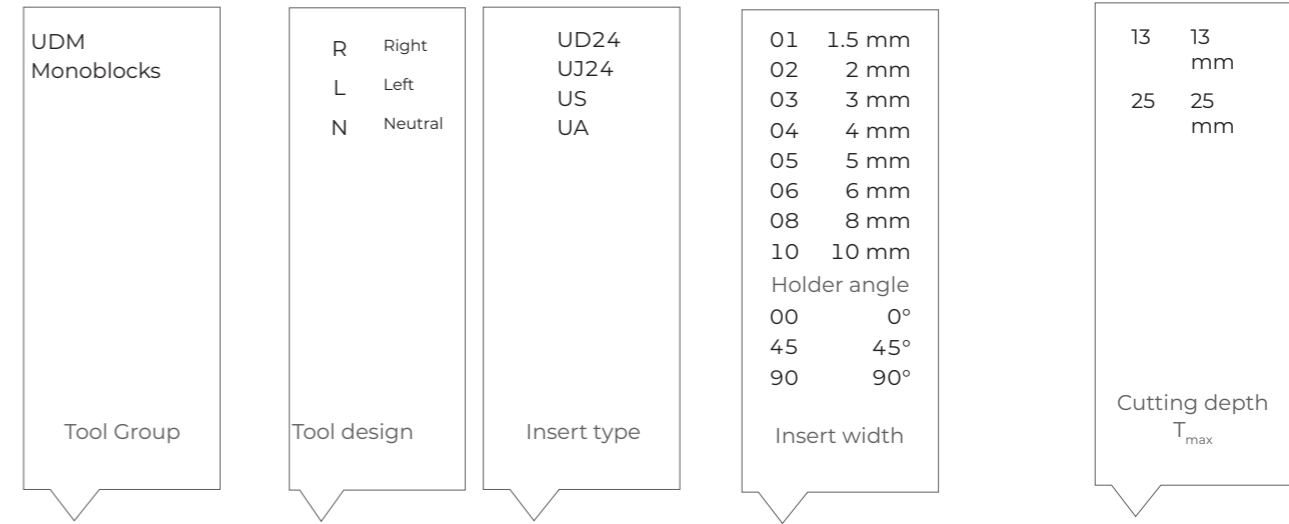 UDM
Monoblocks
Tool Group
R Right
L Left
N Neutral
Tool design
UD24
UJ24
US
UA
Insert type
01 1.5 mm
02 2 mm
03 3 mm
04 4 mm
05 5 mm
06 6 mm
08 8 mm
10 10 mm
Holder angle
00 0°
45 45°
90 90°
Insert width
13 13
mm
25 25
mm
Cutting depth
Tmax